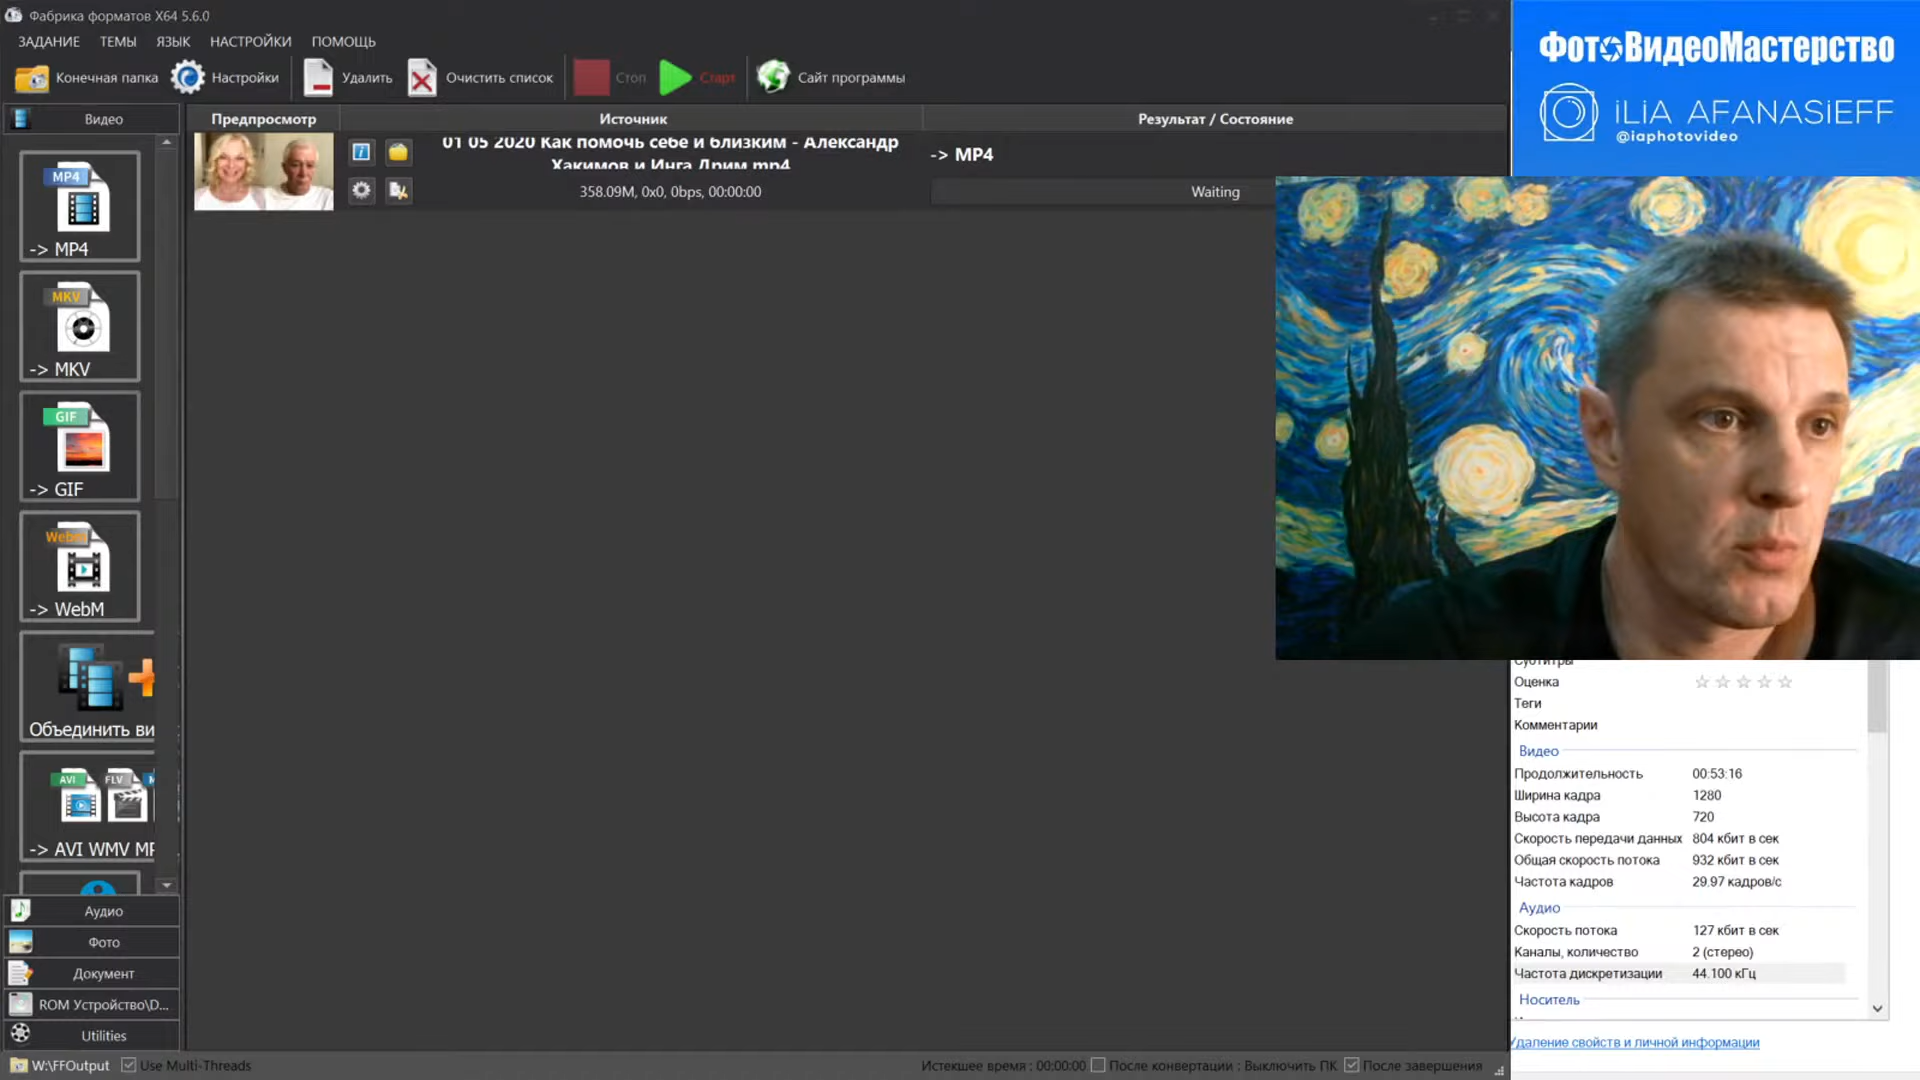 Фабрика форматов X64 5.6.0
ЗАДАНИЕ ТЕМЫ ЯЗЫК НАСТРОЙКИ ПОМОЩЬ
Конечная папка Настройки Удалить Очистить список Стоп Старт Сайт программы
Видео
Предпросмотр Источник Результат / Состояние
01 05 2020 Как помочь себе и близким - Александр
Хакимов и Инга Дрим.mp4
-> MP4
358.09M, 0x0, 0bps, 00:00:00
Waiting
MP4
-> MP4
MKV
-> MKV
GIF
-> GIF
WebM
-> WebM
Объединить ви
AVI FLV M
-> AVI WMV MP
Аудио
Фото
Документ
ROM Устройство\D...
Utilities
W:\FFOutput Use Multi-Threads
Истекшее время : 00:00:00 После конвертации : Выключить ПК После завершения
ФотоВидеоМастерство
iLiA AFANASiEFF
@iaphotovideo
Субтитры
Оценка
Теги
Комментарии
Видео
Продолжительность 00:53:16
Ширина кадра 1280
Высота кадра 720
Скорость передачи данных 804 кбит в сек
Общая скорость потока 932 кбит в сек
Частота кадров 29.97 кадров/с
Аудио
Скорость потока 127 кбит в сек
Каналы, количество 2 (стерео)
Частота дискретизации 44.100 кГц
Носитель
Удаление свойств и личной информации